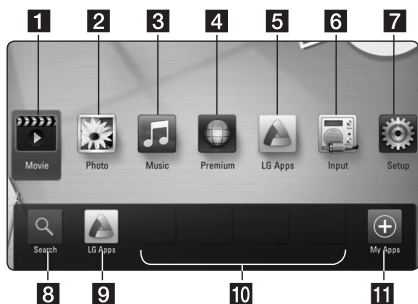 1 2 3 4 5 6 7
Movie Photo Music Premium LG Apps Input Setup
Search LG Apps My Apps
8 9 10 11